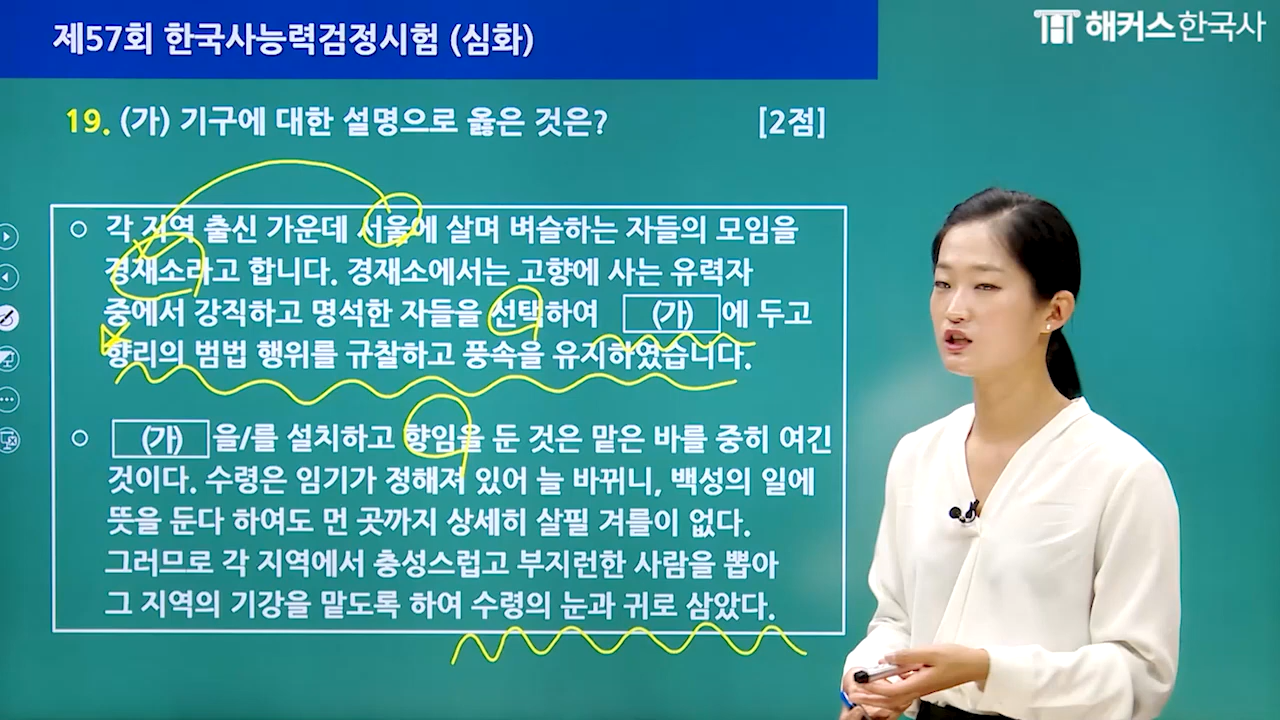 제57회 한국사능력검정시험 (심화)
해커스한국사
19. (가) 기구에 대한 설명으로 옳은 것은? [2점]
○ 각 지역 출신 가운데 서울에 살며 벼슬하는 자들의 모임을
경재소라고 합니다. 경재소에서는 고향에 사는 유력자
중에서 강직하고 명석한 자들을 선택하여 (가) 에 두고
향리의 범법 행위를 규찰하고 풍속을 유지하였습니다.
○ (가) 을/를 설치하고 향임을 둔 것은 맡은 바를 중히 여긴
것이다. 수령은 임기가 정해져 있어 늘 바뀌니, 백성의 일에
뜻을 둔다 하여도 먼 곳까지 상세히 살필 겨를이 없다.
그러므로 각 지역에서 충성스럽고 부지런한 사람을 뽑아
그 지역의 기강을 맡도록 하여 수령의 눈과 귀로 삼았다.